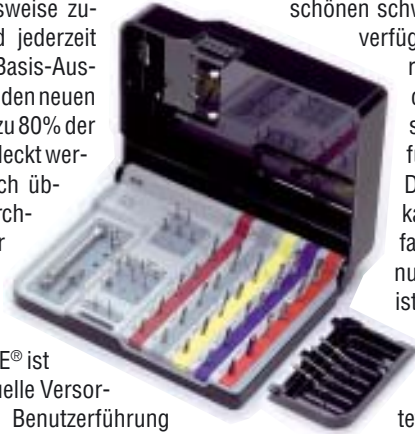 sweise zu-
d jederzeit
Basis-Aus-
den neuen
zu 80% der
deckt wer-
ch üb-
rch-
r
E® ist
uelle Versor-
Benutzerführung
schönen schw
verfüg
r
c
s
fü
D
ka
fa
nu
ist
te